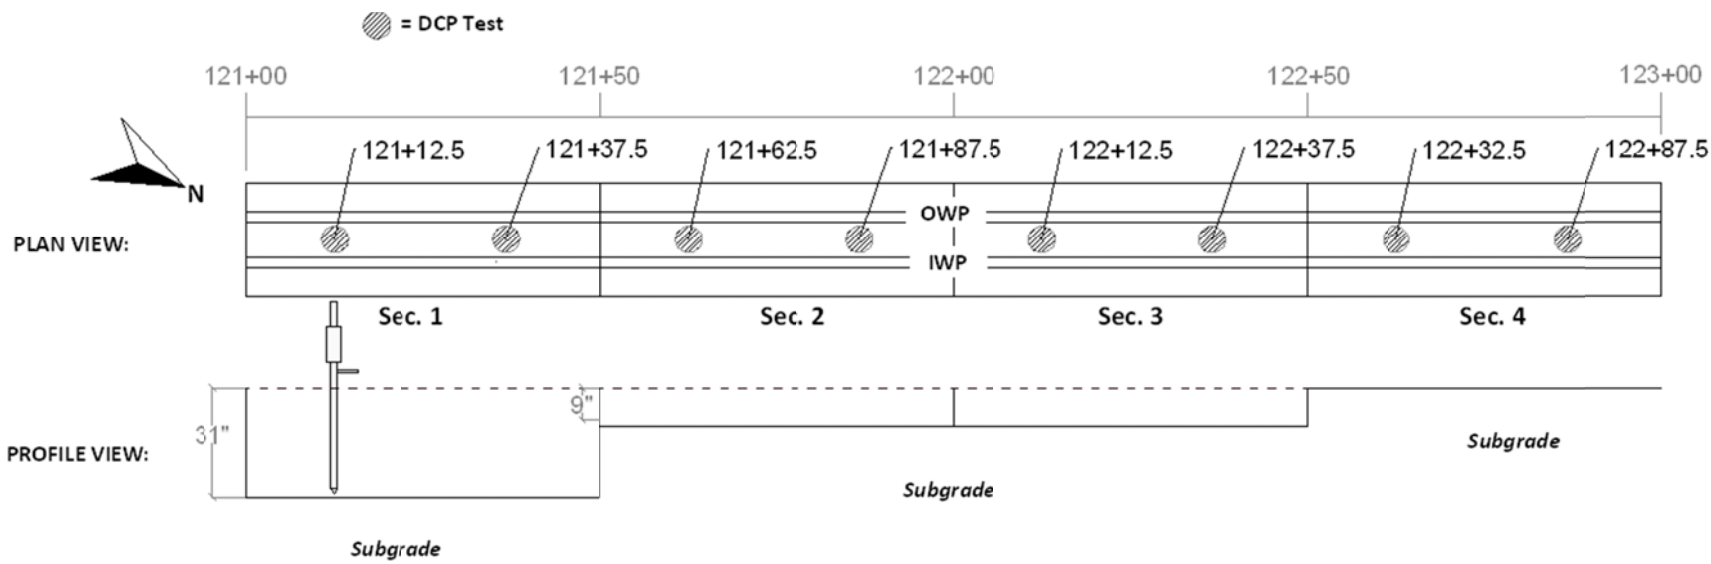 = DCP Test
121+00 121+50 122+00 122+50 123+00
121+12.5 121+37.5 121+62.5 121+87.5 122+12.5 122+37.5 122+32.5 122+87.5
N
OWP
PLAN VIEW:
IWP
Sec. 1 Sec. 2 Sec. 3 Sec. 4
9"
31"
PROFILE VIEW:
Subgrade
Subgrade
Subgrade